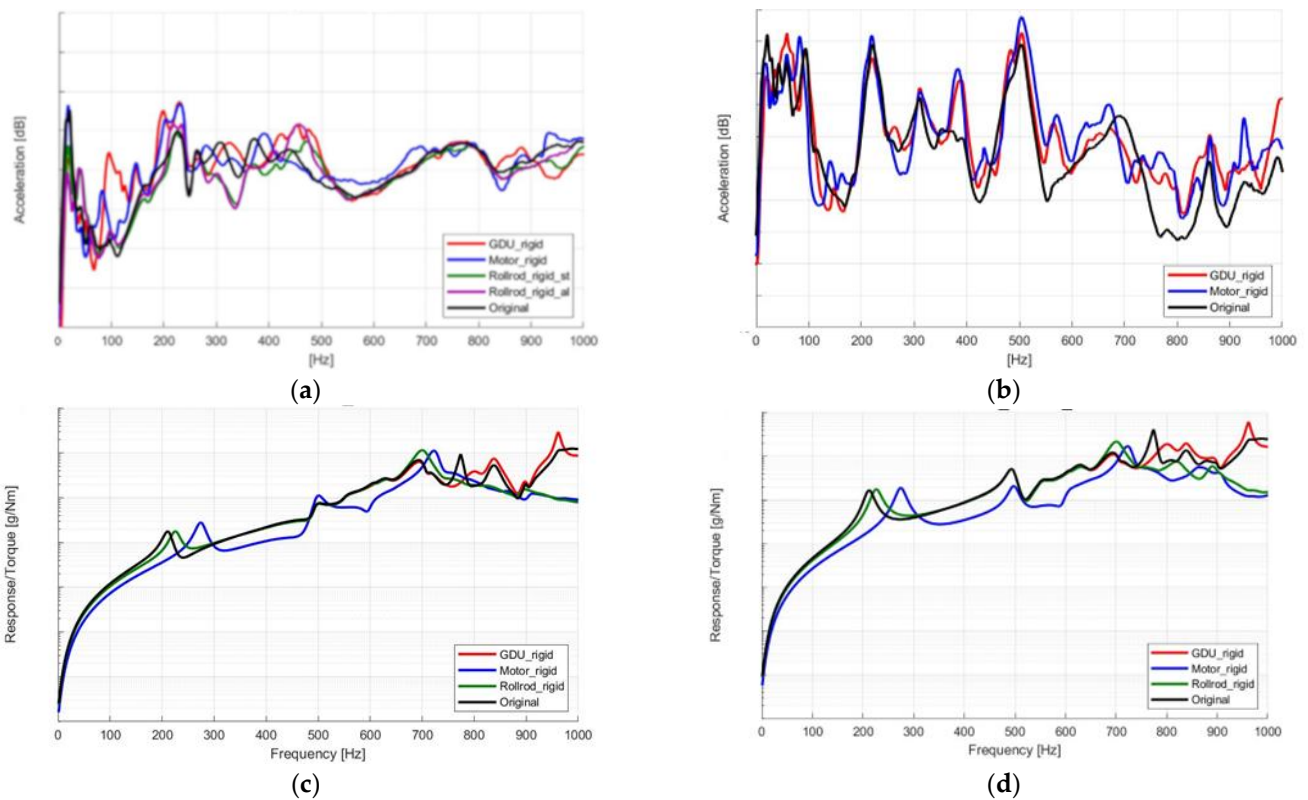 Acceleration [dB]
GDU_rigid
Motor_rigid
Rollrod_rigid_st
Rollrod_rigid_al
Original
0 100 200 300 400 500 600 700 800 900 1000
[Hz]
(a)
Acceleration [dB]
GDU_rigid
Motor_rigid
Original
0 100 200 300 400 500 600 700 800 900 1000
[Hz]
(b)
Response/Torque [g/Nm]
GDU_rigid
Motor_rigid
Rollrod_rigid
Original
0 100 200 300 400 500 600 700 800 900 1000
Frequency [Hz]
(c)
Response/Torque [g/Nm]
GDU_rigid
Motor_rigid
Rollrod_rigid
Original
0 100 200 300 400 500 600 700 800 900 1000
Frequency [Hz]
(d)